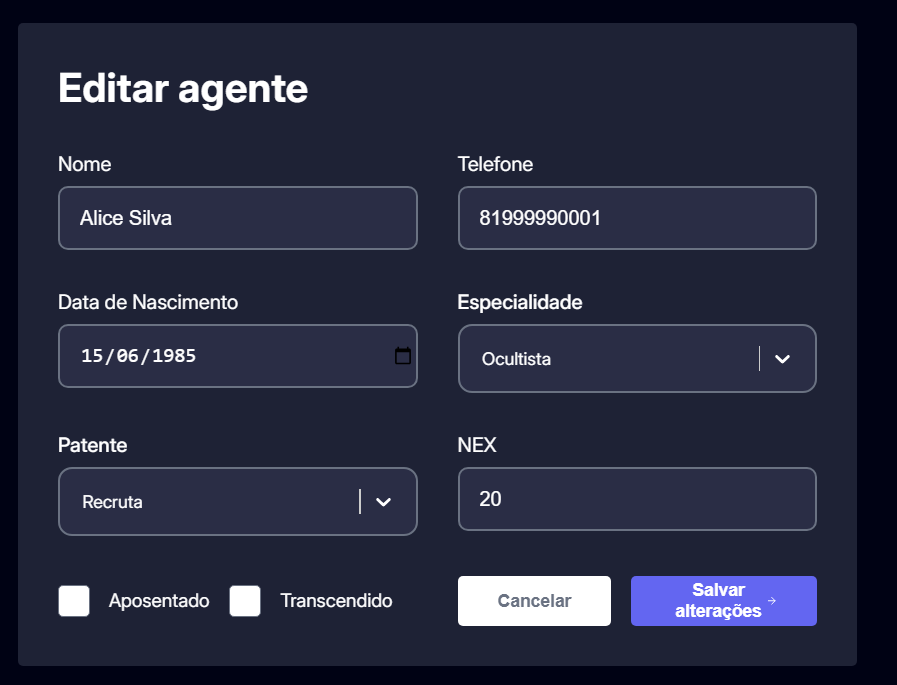 Editar agente
Nome
Telefone
Alice Silva
81999990001
Data de Nascimento
Especialidade
15/06/1985
Ocultista
Patente
NEX
Recruta
20
Aposentado
Transcendido
Cancelar
Salvar
alterações